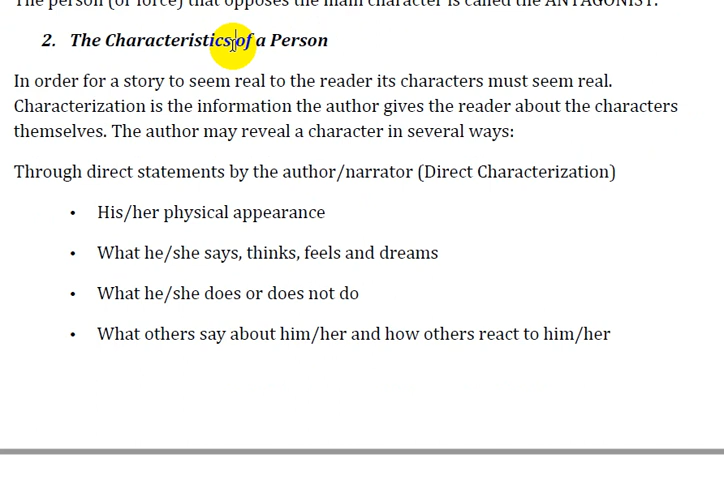 The person (or force) that opposes the main character is called the ANTAGONIST.
2. The Characteristics of a Person
In order for a story to seem real to the reader its characters must seem real.
Characterization is the information the author gives the reader about the characters
themselves. The author may reveal a character in several ways:
Through direct statements by the author/narrator (Direct Characterization)
• His/her physical appearance
• What he/she says, thinks, feels and dreams
• What he/she does or does not do
• What others say about him/her and how others react to him/her